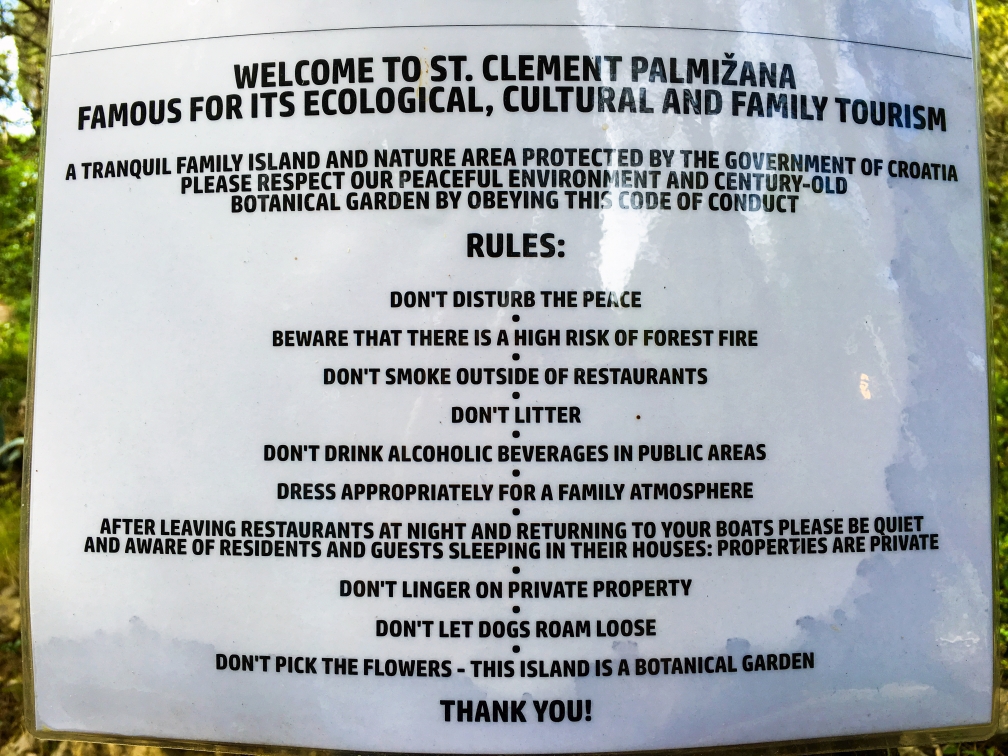 WELCOME TO ST. CLEMENT PALMIŽANA
FAMOUS FOR ITS ECOLOGICAL, CULTURAL AND FAMILY TOURISM
A TRANQUIL FAMILY ISLAND AND NATURE AREA PROTECTED BY THE GOVERNMENT OF CROATIA
PLEASE RESPECT OUR PEACEFUL ENVIRONMENT AND CENTURY-OLD
BOTANICAL GARDEN BY OBEYING THIS CODE OF CONDUCT
RULES:
DON'T DISTURB THE PEACE
•
BEWARE THAT THERE IS A HIGH RISK OF FOREST FIRE
•
DON'T SMOKE OUTSIDE OF RESTAURANTS
•
DON'T LITTER
•
DON'T DRINK ALCOHOLIC BEVERAGES IN PUBLIC AREAS
•
DRESS APPROPRIATELY FOR A FAMILY ATMOSPHERE
•
AFTER LEAVING RESTAURANTS AT NIGHT AND RETURNING TO YOUR BOATS PLEASE BE QUIET
AND AWARE OF RESIDENTS AND GUESTS SLEEPING IN THEIR HOUSES: PROPERTIES ARE PRIVATE
•
DON'T LINGER ON PRIVATE PROPERTY
•
DON'T LET DOGS ROAM LOOSE
•
DON'T PICK THE FLOWERS - THIS ISLAND IS A BOTANICAL GARDEN
THANK YOU!